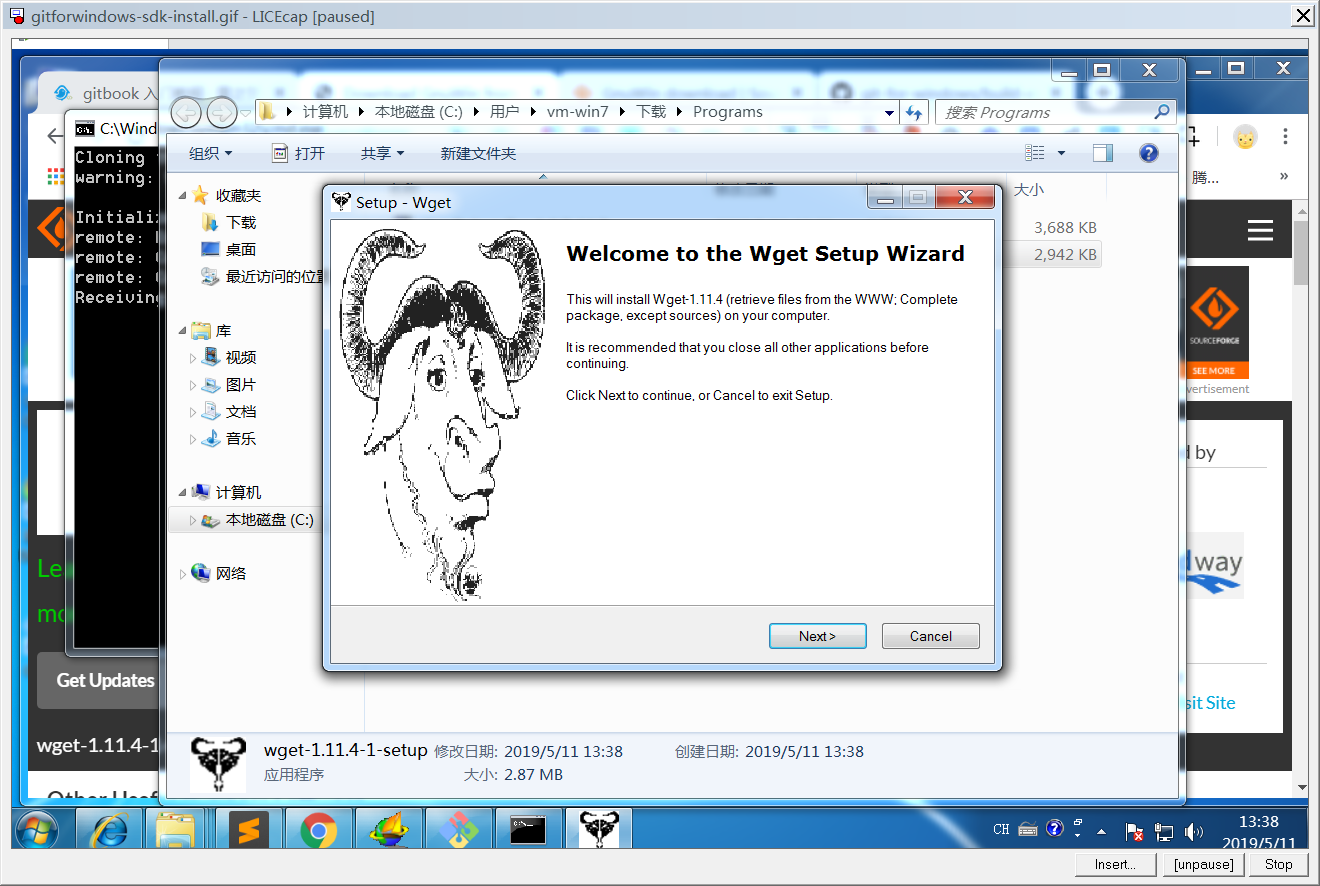 gitforwindows-sdk-install.gif - LICEcap [paused]
gitbook 入
计算机 本地磁盘 (C:) 用户 vm-win7 下载 Programs
搜索 Programs
C:\Wind
组织 打开 共享 新建文件夹
腾...
»
Cloning
warning:
Initializ
remote:
remote:
remote:
Receiving
收藏夹
下载
桌面
最近访问的位置
库
视频
图片
文档
音乐
计算机
本地磁盘 (C:)
网络
大小
3,688 KB
2,942 KB
Setup - Wget
Welcome to the Wget Setup Wizard
This will install Wget-1.11.4 (retrieve files from the WWW; Complete
package, except sources) on your computer.
It is recommended that you close all other applications before
continuing.
Click Next to continue, or Cancel to exit Setup.
Next >
Cancel
SOURCEFORGE
SEE MORE
vertisement
d by
dway
sit Site
Le
mo
Get Updates
wget-1.11.4-1
Other Usef
wget-1.11.4-1-setup 修改日期: 2019/5/11 13:38 创建日期: 2019/5/11 13:38
应用程序 大小: 2.87 MB
CH
13:38
2019/5/11
Insert...
[unpause]
Stop